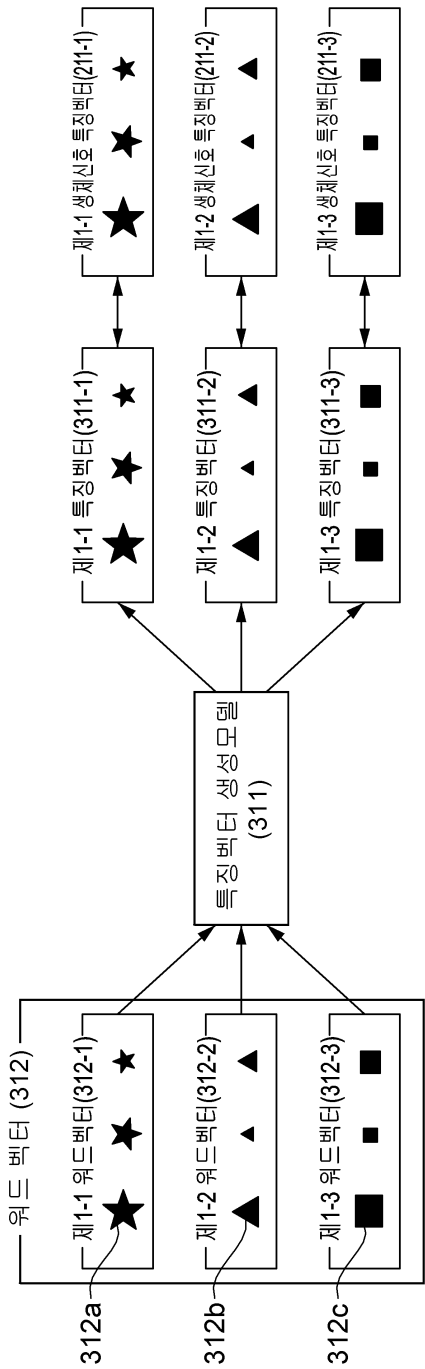 워드 벡터 (312)
제1-1 워드벡터(312-1)
312a
제1-2 워드벡터(312-2)
312b
제1-3 워드벡터(312-3)
312c
특징벡터 생성모델
(311)
제1-1 특징벡터(311-1)
제1-2 특징벡터(311-2)
제1-3 특징벡터(311-3)
제1-1 생체신호 특징벡터(211-1)
제1-2 생체신호 특징벡터(211-2)
제1-3 생체신호 특징벡터(211-3)